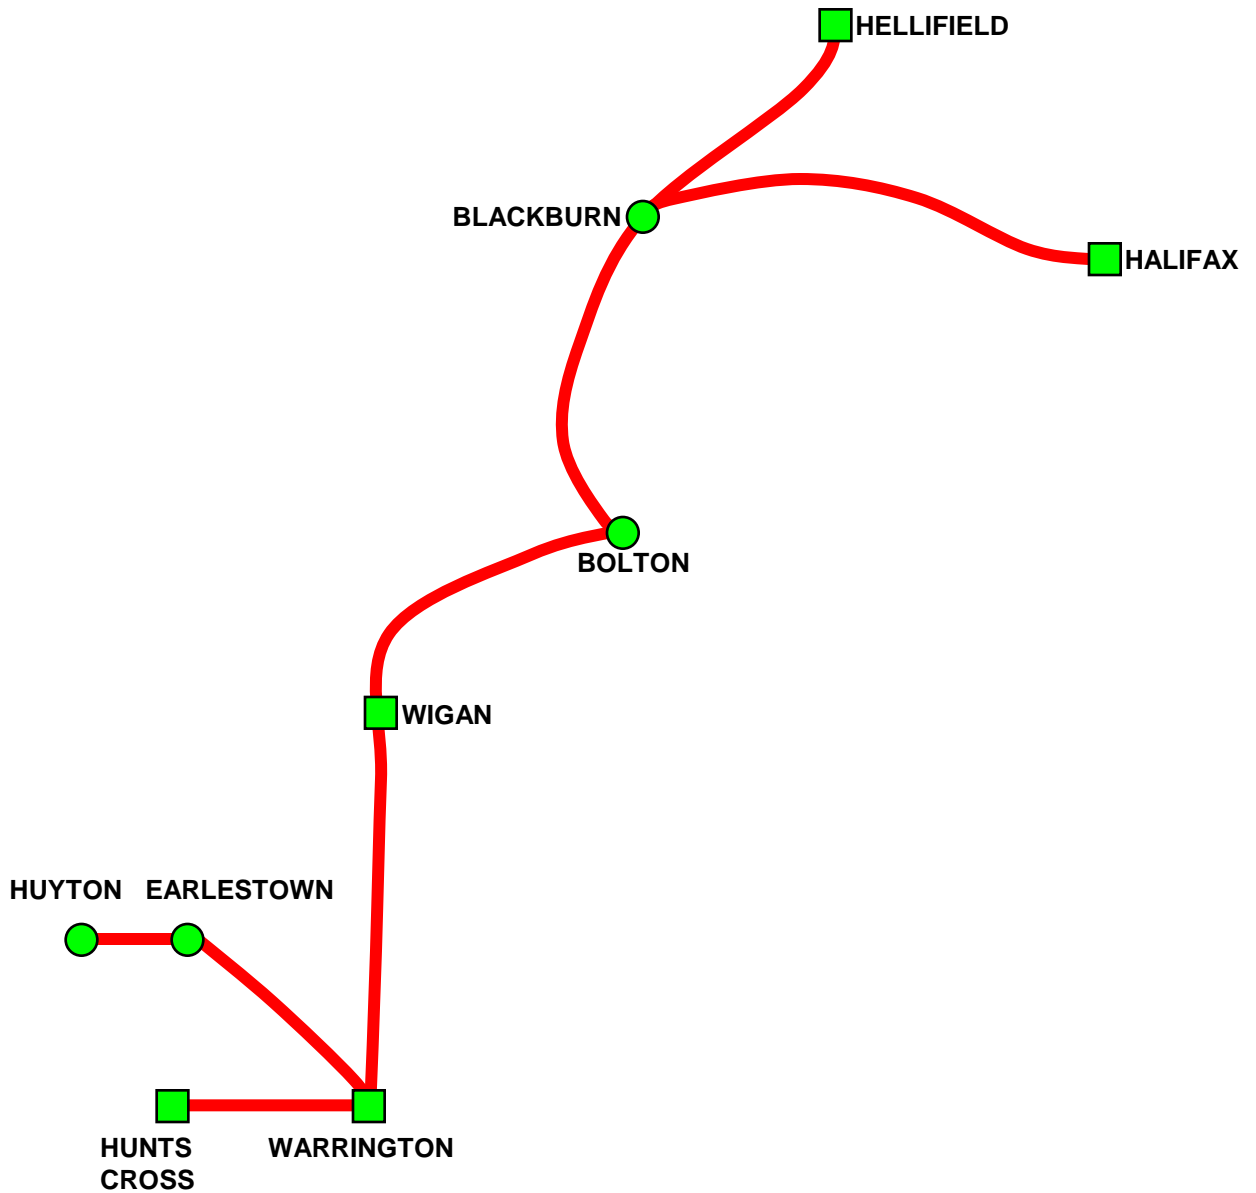 HELLIFIELD
BLACKBURN
HALIFAX
BOLTON
WIGAN
HUYTON
EARLESTOWN
HUNTS
CROSS
WARRINGTON